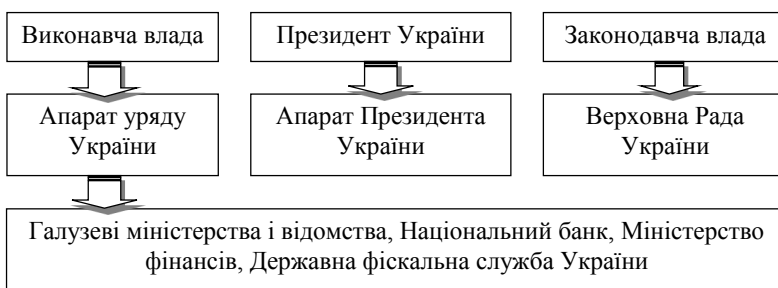 Виконавча влада
Президент України
Законодавча влада
Апарат уряду
України
Апарат Президента
України
Верховна Рада
України
Галузеві міністерства і відомства, Національний банк, Міністерство
фінансів, Державна фіскальна служба України